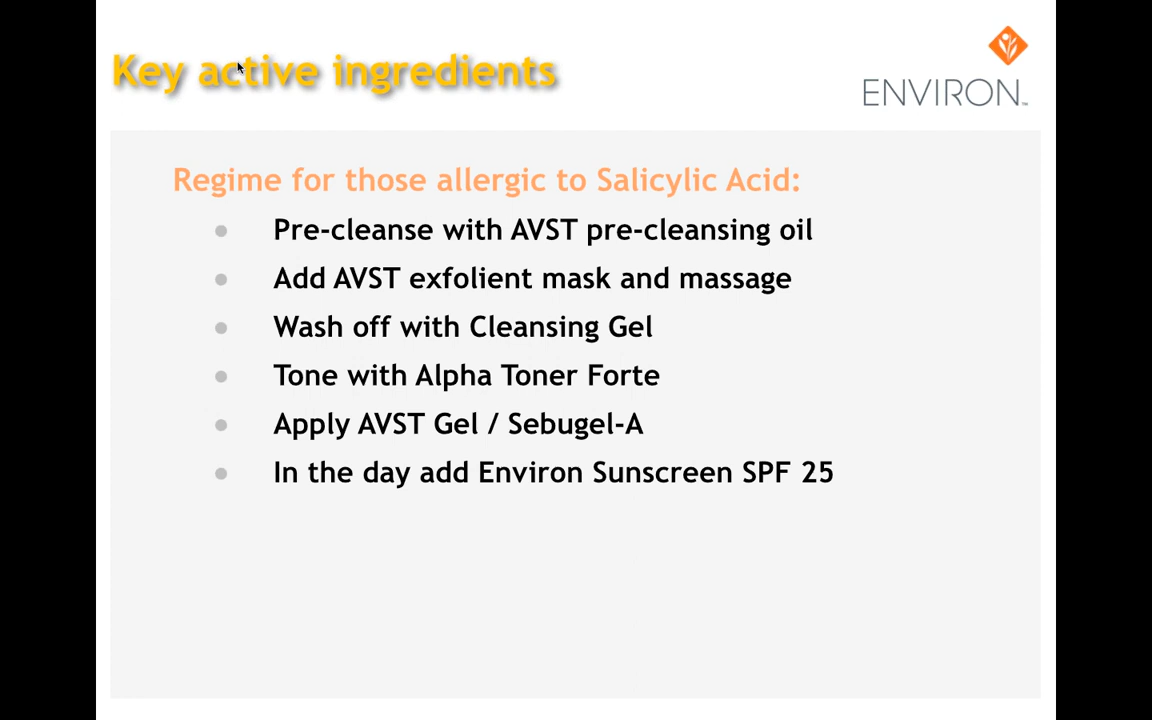 Key active ingredients
ENVIRON™
Regime for those allergic to Salicylic Acid:
Pre-cleanse with AVST pre-cleansing oil
Add AVST exfolient mask and massage
Wash off with Cleansing Gel
Tone with Alpha Toner Forte
Apply AVST Gel / Sebugel-A
In the day add Environ Sunscreen SPF 25